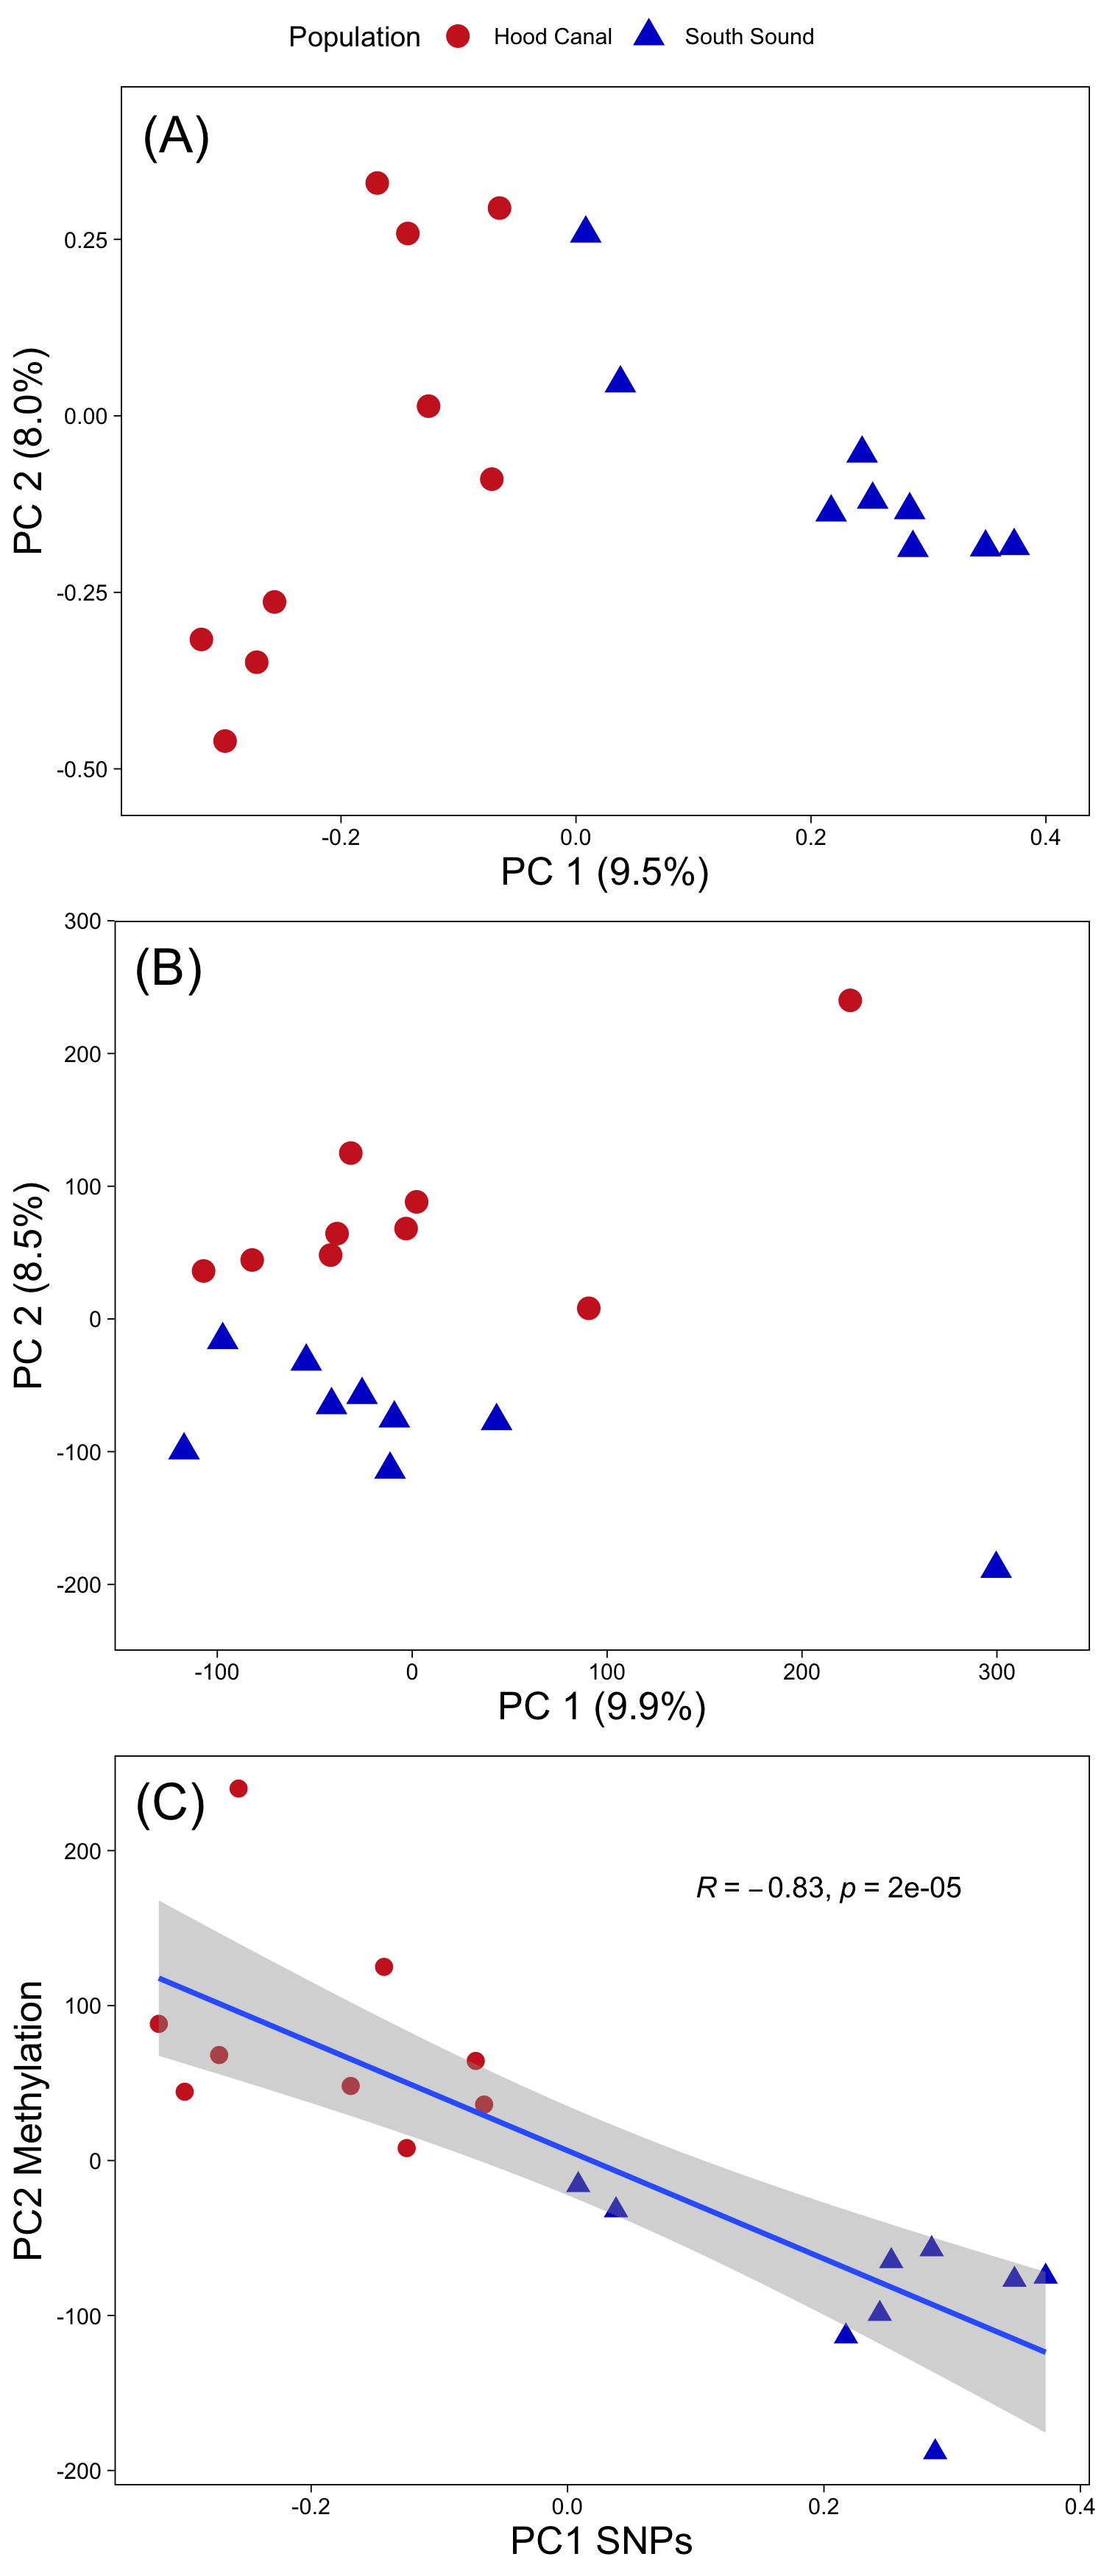 Population Hood Canal South Sound
(A)
0.25
0.00
-0.25
-0.50
PC 2 (8.0%)
-0.2 0.0 0.2 0.4
PC 1 (9.5%)
(B)
300
200
100
0
-100
-200
PC 2 (8.5%)
-100 0 100 200 300
PC 1 (9.9%)
(C)
R = −0.83, p = 2e-05
200
100
0
-100
-200
PC2 Methylation
-0.2 0.0 0.2 0.4
PC1 SNPs